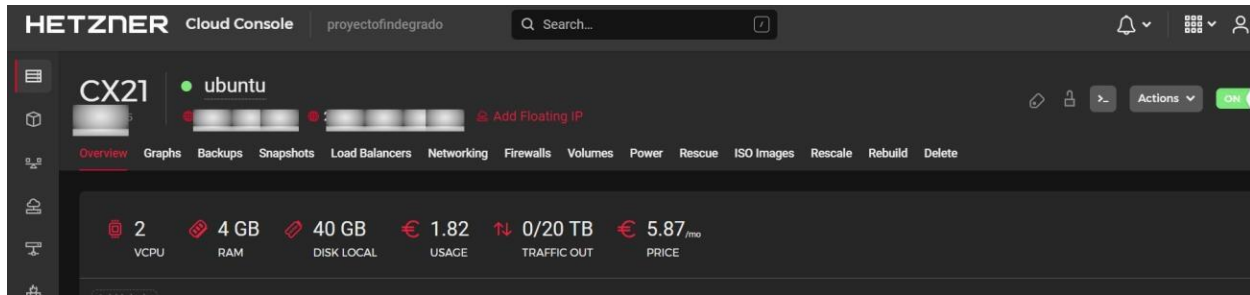 HETZNER Cloud Console proyectofindegrado Search... /
CX21 ubuntu
Add Floating IP
Actions ON
Overview Graphs Backups Snapshots Load Balancers Networking Firewalls Volumes Power Rescue ISO Images Rescale Rebuild Delete
2 4 GB 40 GB € 1.82 0/20 TB € 5.87/mo
VCPU RAM DISK LOCAL USAGE TRAFFIC OUT PRICE